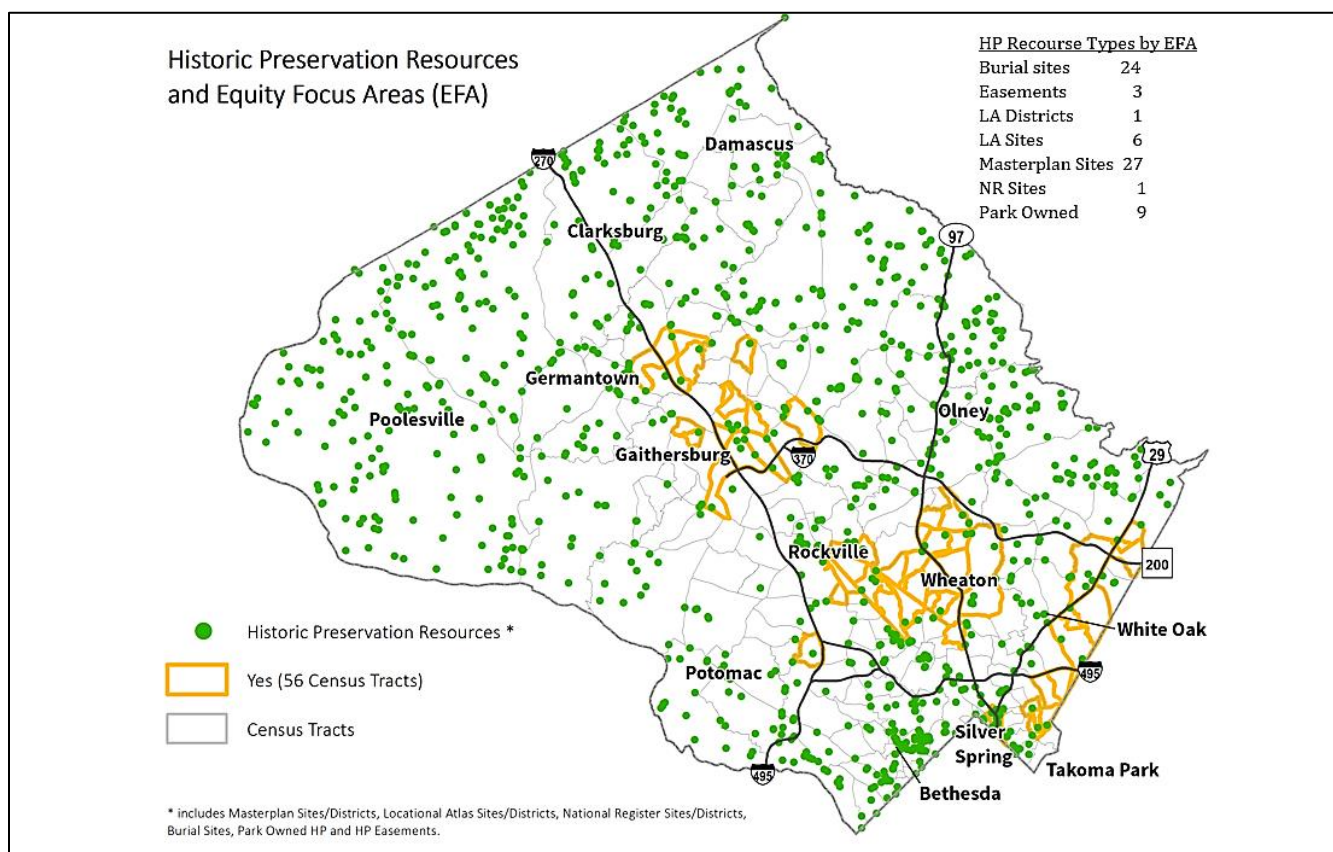 Historic Preservation Resources
and Equity Focus Areas (EFA)
HP Recourse Types by EFA
Burial sites 24
Easements 3
LA Districts 1
LA Sites 6
Masterplan Sites 27
NR Sites 1
Park Owned 9
Damascus
270
Clarksburg
97
Germantown
Poolesville
Olney
Gaithersburg
370
29
Rockville
Wheaton
200
White Oak
Potomac
495
Silver
Spring
Takoma Park
495
Bethesda
Historic Preservation Resources *
Yes (56 Census Tracts)
Census Tracts
* includes Masterplan Sites/Districts, Locational Atlas Sites/Districts, National Register Sites/Districts,
Burial Sites, Park Owned HP and HP Easements.